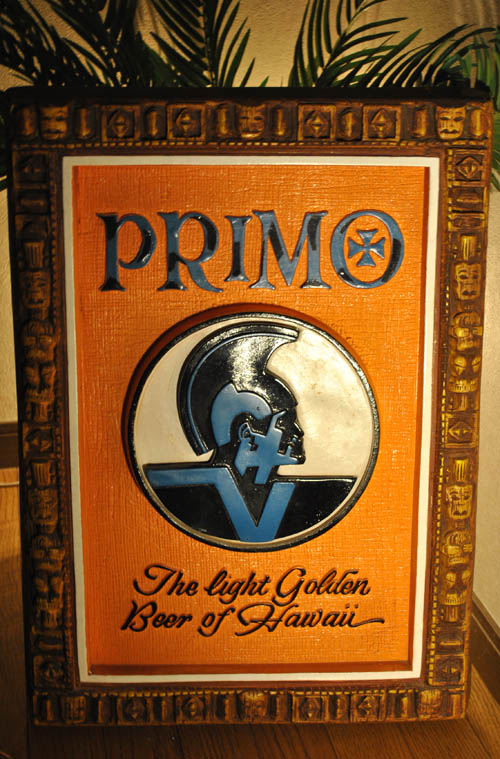 PRIMO
The light Golden
Beer of Hawaii